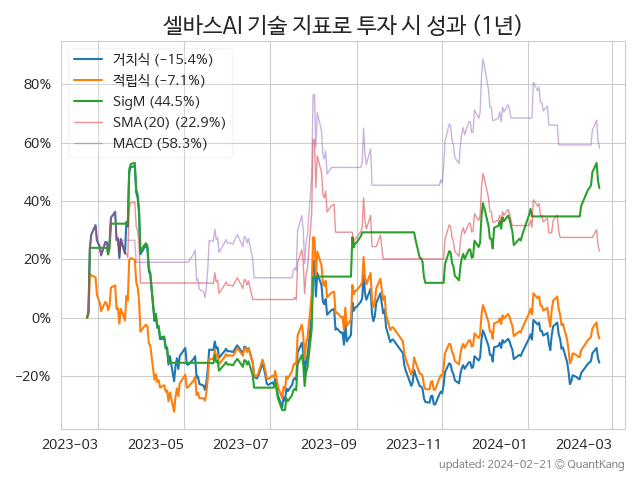 셀바스AI 기술 지표로 투자 시 성과 (1년)
거치식 (−15.4%)
적립식 (−7.1%)
SigM (44.5%)
SMA(20) (22.9%)
MACD (58.3%)
80%
60%
40%
20%
0%
−20%
2023-03 2023-05 2023-07 2023-09 2023-11 2024-01 2024-03
updated: 2024-02-21 © QuantKang